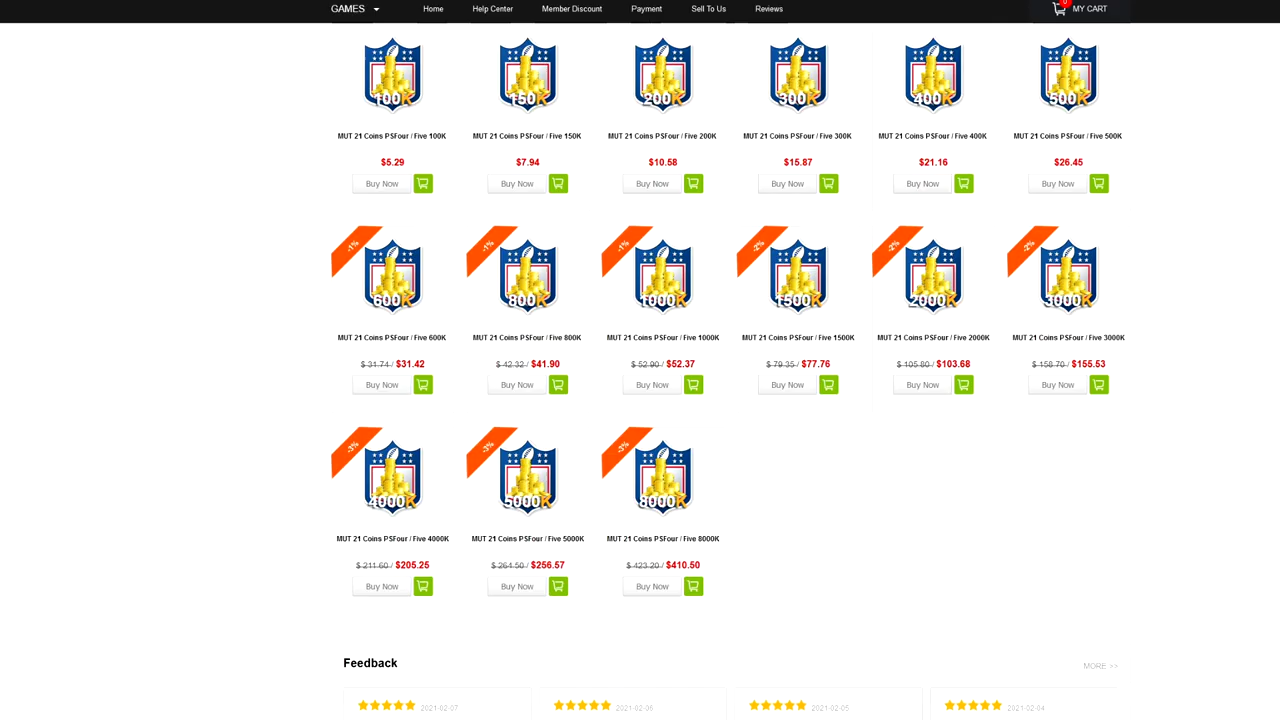 GAMES Home Help Center Member Discount Payment Sell To Us Reviews 0 MY CART
100K 150K 200K 300K 400K 500K
MUT 21 Coins PSFour / Five 100K MUT 21 Coins PSFour / Five 150K MUT 21 Coins PSFour / Five 200K MUT 21 Coins PSFour / Five 300K MUT 21 Coins PSFour / Five 400K MUT 21 Coins PSFour / Five 500K
$5.29 $7.94 $10.58 $15.87 $21.16 $26.45
Buy Now Buy Now Buy Now Buy Now Buy Now Buy Now
-1% -1% -1% -2% -2% -2%
600K 800K 1000K 1500K 2000K 3000K
MUT 21 Coins PSFour / Five 600K MUT 21 Coins PSFour / Five 800K MUT 21 Coins PSFour / Five 1000K MUT 21 Coins PSFour / Five 1500K MUT 21 Coins PSFour / Five 2000K MUT 21 Coins PSFour / Five 3000K
$ 31.74 / $31.42 $ 42.32 / $41.90 $ 52.90 / $52.37 $ 79.35 / $77.76 $ 105.80 / $103.68 $ 158.70 / $155.53
Buy Now Buy Now Buy Now Buy Now Buy Now Buy Now
-3% -3% -3%
4000K 5000K 8000K
MUT 21 Coins PSFour / Five 4000K MUT 21 Coins PSFour / Five 5000K MUT 21 Coins PSFour / Five 8000K
$ 211.60 / $205.25 $ 264.50 / $256.57 $ 423.20 / $410.50
Buy Now Buy Now Buy Now
Feedback MORE >>
2021-02-07 2021-02-06 2021-02-05 2021-02-04